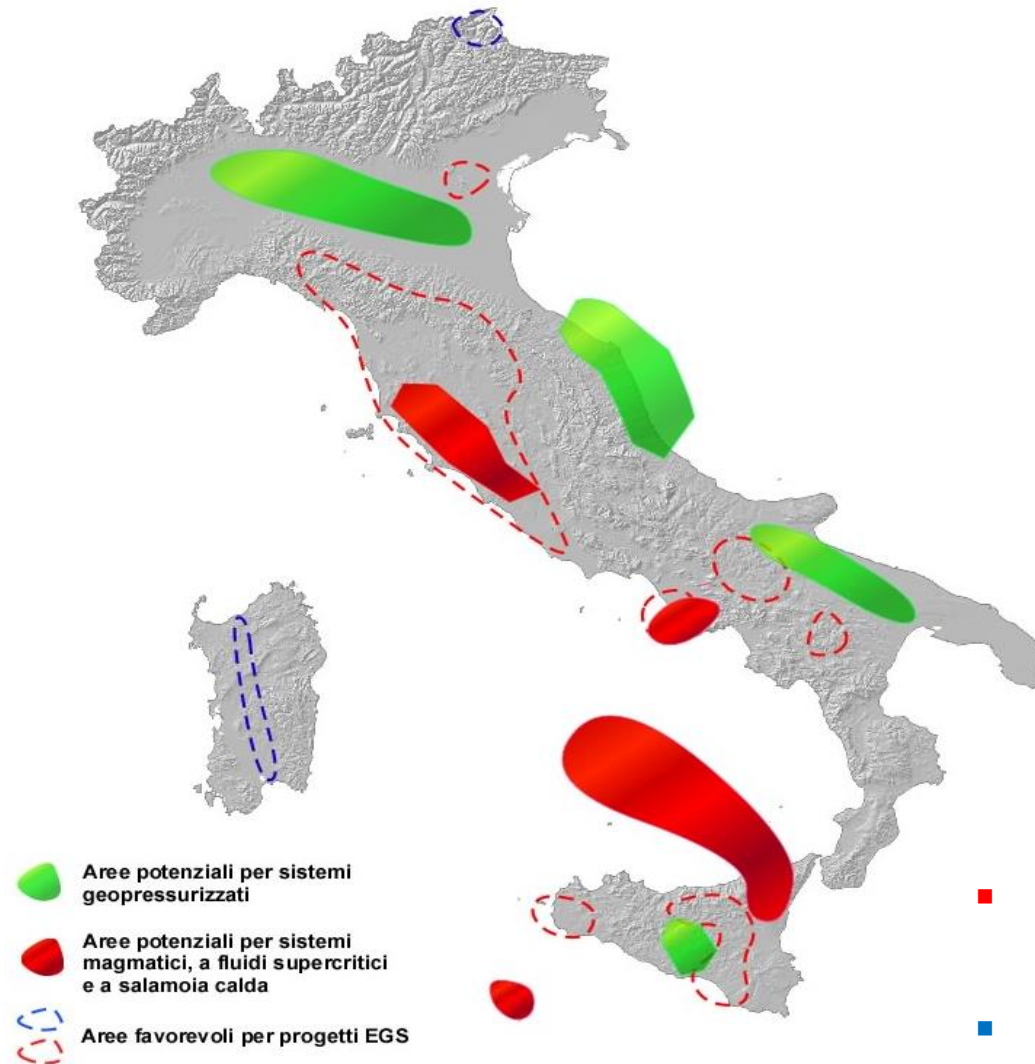 Aree potenziali per sistemi
geopressurizzati
Aree potenziali per sistemi
magmatici, a fluidi supercritici
e a salamoia calda
Aree favorevoli per progetti EGS